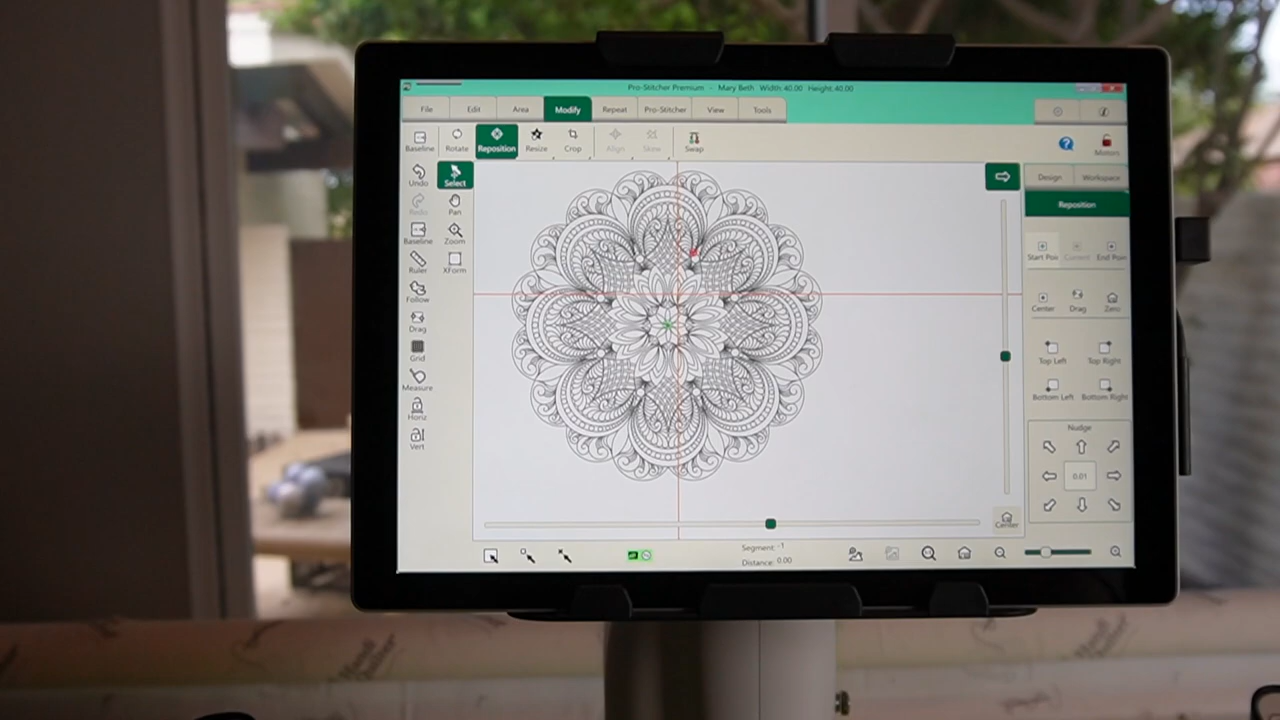 Pro-Stitcher Premium - Mary Beth Width:40.00 Height:40.00
File Edit Area Modify Repeat Pro-Stitcher View Tools
Baseline Rotate Reposition Resize Crop Align Skew Swap Motors
Undo Select
Redo Pan
Baseline Zoom
Ruler XForm
Follow
Drag
Grid
Measure
Horiz
Vert
Design Workspace
Reposition
Start Poin Current End Poin
Center Drag Zero
Top Left Top Right
Bottom Left Bottom Right
Nudge
0.01
Center
Segment: -1
Distance: 0.00